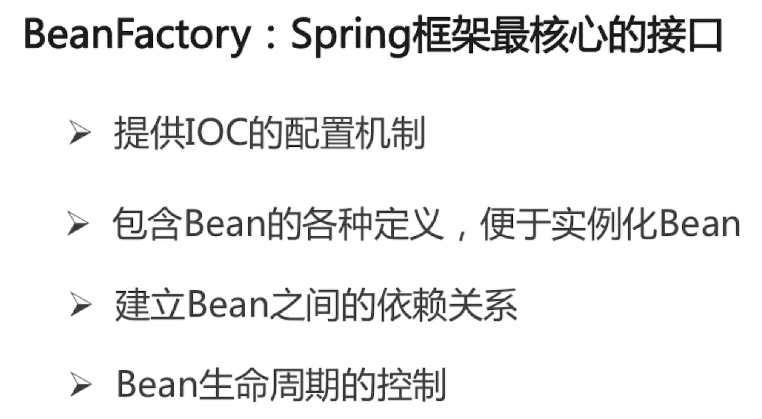 BeanFactory：Spring框架最核心的接口
➢ 提供IOC的配置机制
➢ 包含Bean的各种定义，便于实例化Bean
➢ 建立Bean之间的依赖关系
➢ Bean生命周期的控制